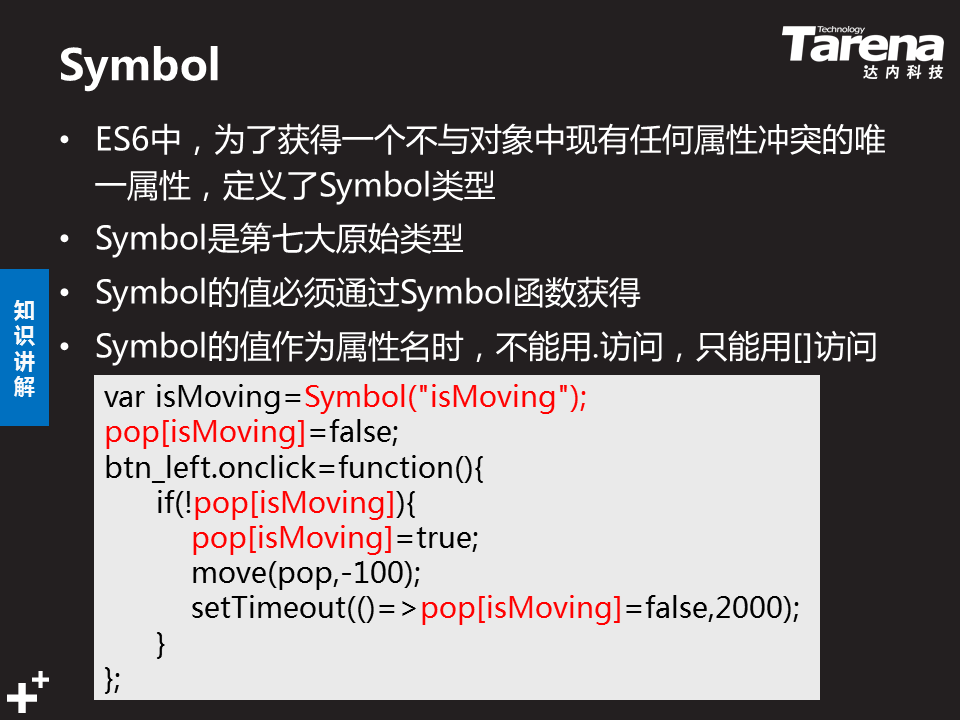 Symbol
Technology
Tarena
达内科技
• ES6中，为了获得一个不与对象中现有任何属性冲突的唯
一属性，定义了Symbol类型
• Symbol是第七大原始类型
• Symbol的值必须通过Symbol函数获得
• Symbol的值作为属性名时，不能用.访问，只能用[]访问
知
识
讲
解
var isMoving=Symbol("isMoving");
pop[isMoving]=false;
btn_left.onclick=function(){
if(!pop[isMoving]){
pop[isMoving]=true;
move(pop,-100);
setTimeout(()=>pop[isMoving]=false,2000);
}
};